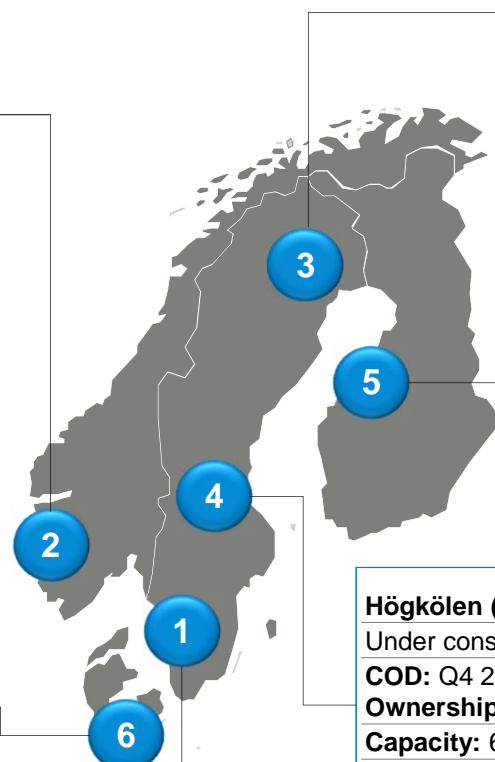 3
5
4
2
1
6
Högkölen (
Under cons
COD: Q4 2
Ownership
Capacity: 6